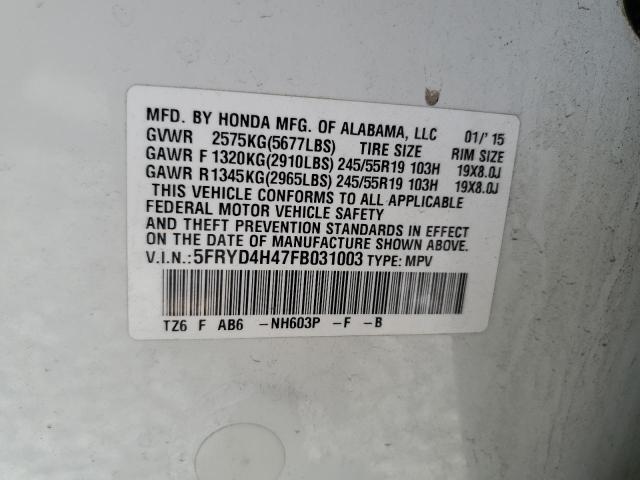 MFD. BY HONDA MFG. OF ALABAMA, LLC 01/'15
GVWR 2575KG(5677LBS) TIRE SIZE RIM SIZE
GAWR F 1320KG(2910LBS) 245/55R19 103H 19X8.0J
GAWR R1345KG(2965LBS) 245/55R19 103H 19X8.0J
THIS VEHICLE CONFORMS TO ALL APPLICABLE
FEDERAL MOTOR VEHICLE SAFETY
AND THEFT PREVENTION STANDARDS IN EFFECT
ON THE DATE OF MANUFACTURE SHOWN ABOVE.
V.I.N.:5FRYD4H47FB031003 TYPE: MPV
TZ6 F AB6 -NH603P -F -B